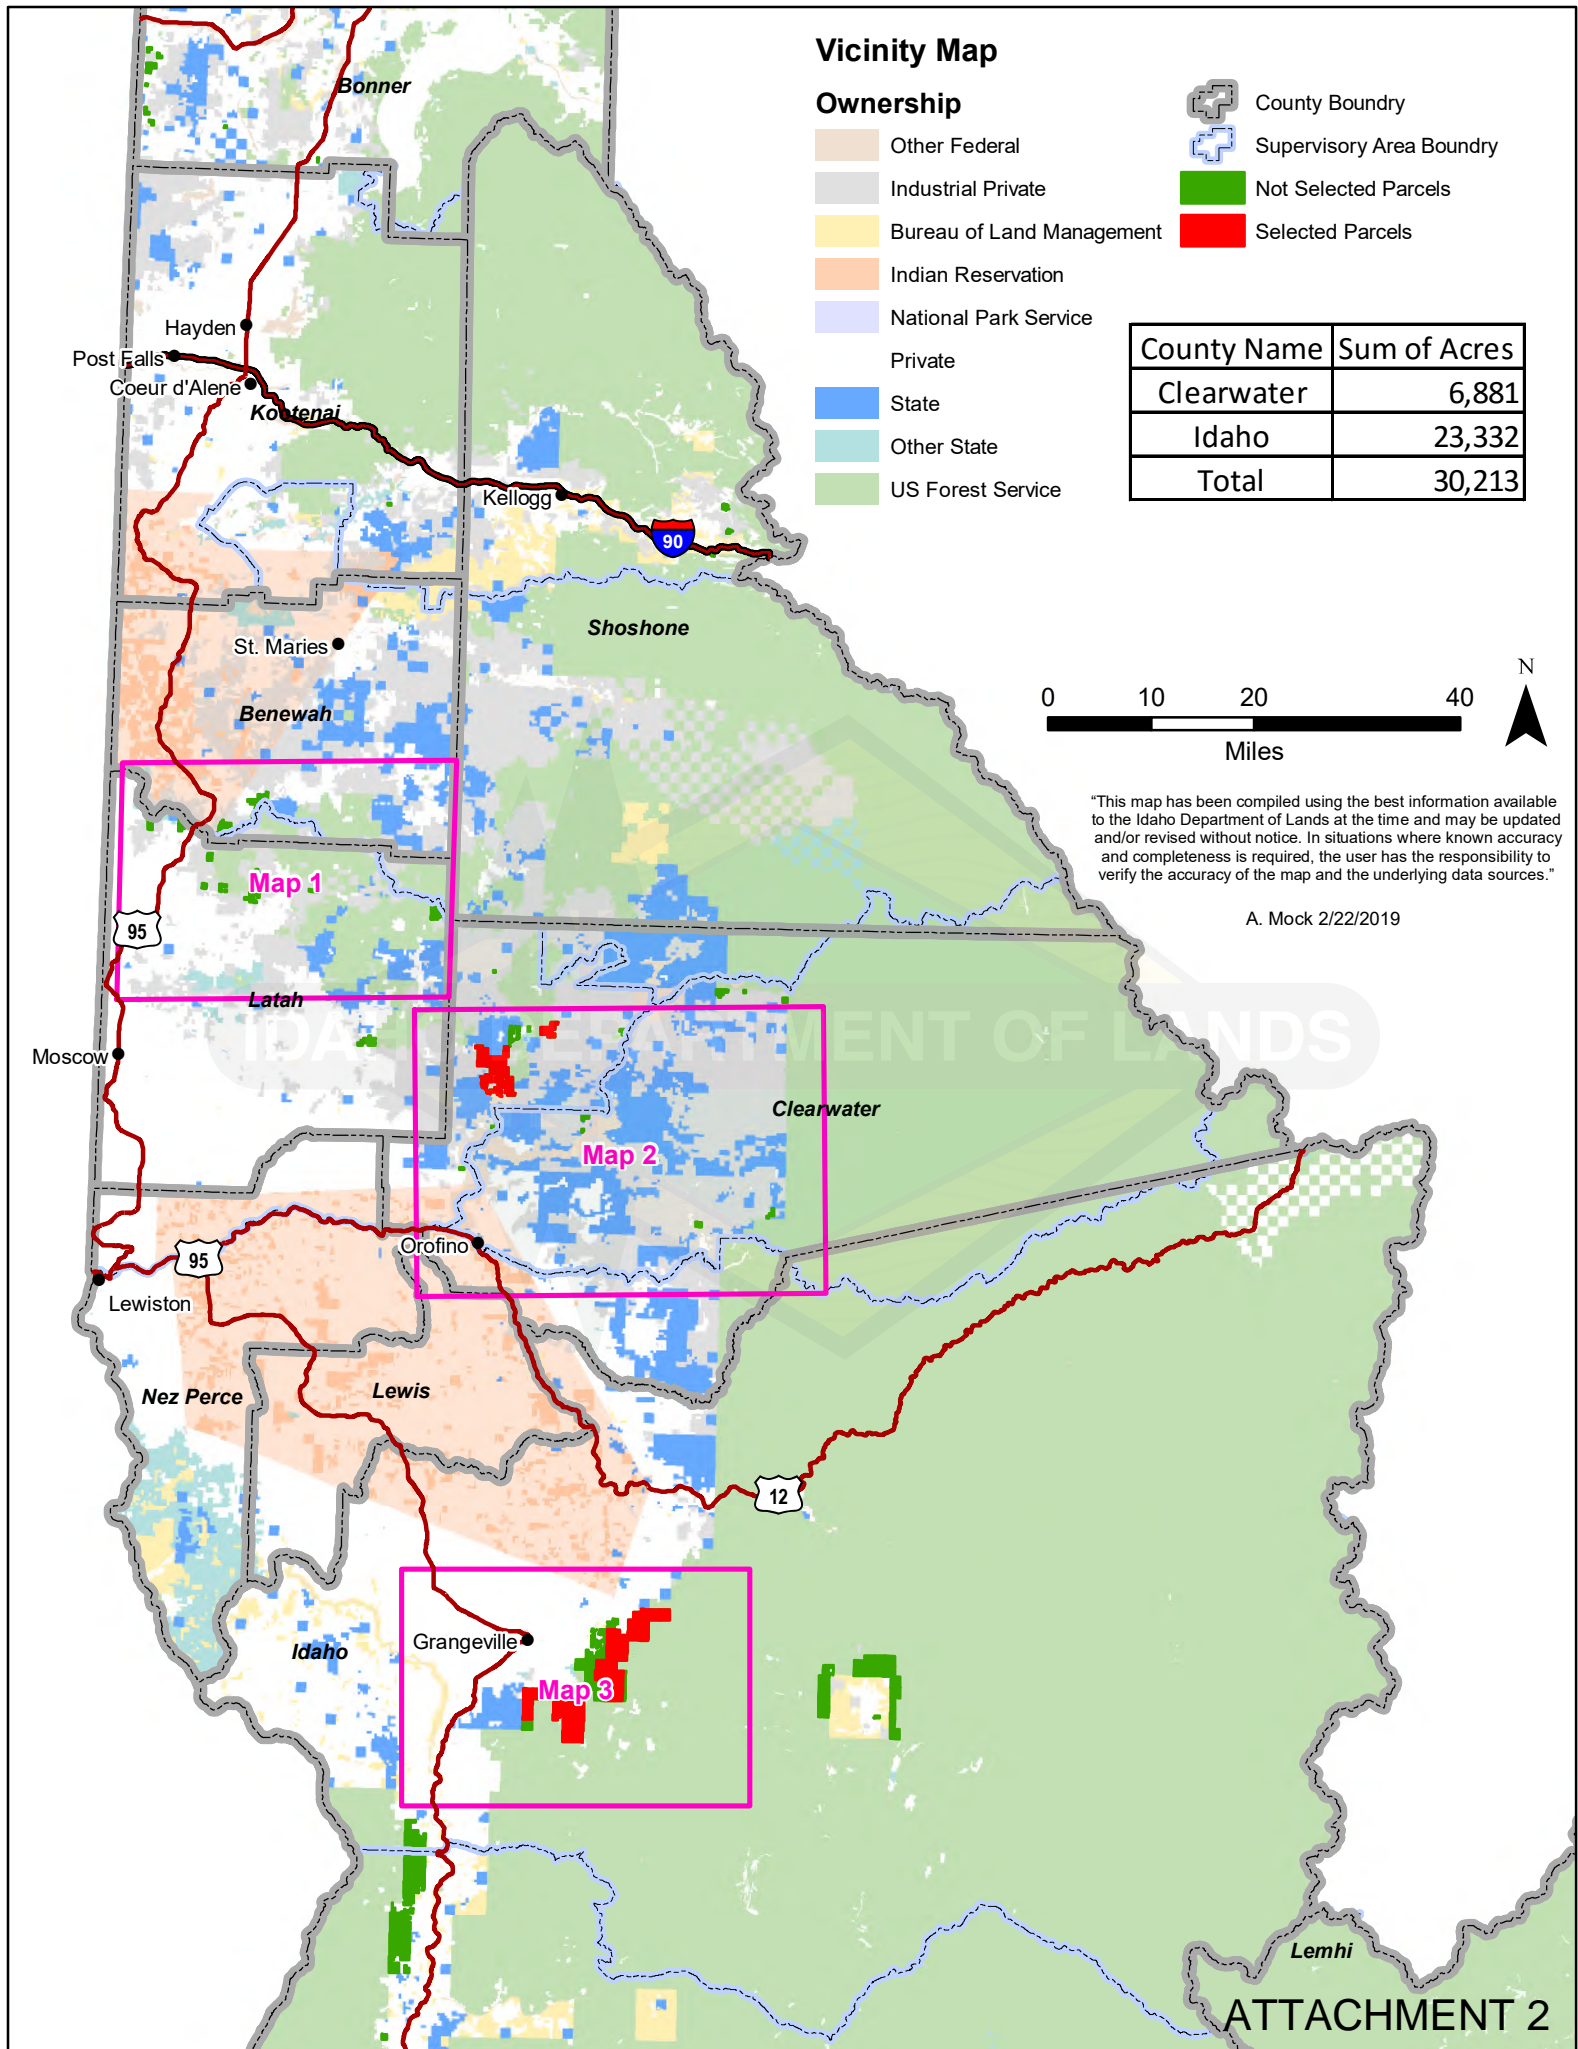 Vicinity Map
Ownership
Other Federal
Industrial Private
Bureau of Land Management
Indian Reservation
National Park Service
Private
State
Other State
US Forest Service
County Boundry
Supervisory Area Boundry
Not Selected Parcels
Selected Parcels
County Name Sum of Acres
Clearwater 6,881
Idaho 23,332
Total 30,213
N
0 10 20 40
Miles
“This map has been compiled using the best information available
to the Idaho Department of Lands at the time and may be updated
and/or revised without notice. In situations where known accuracy
and completeness is required, the user has the responsibility to
verify the accuracy of the map and the underlying data sources.”
A. Mock 2/22/2019
Bonner
Hayden
Post Falls
Coeur d'Alene
Kootenai
Kellogg
90
Shoshone
St. Maries
Benewah
Map 1
95
Latah
IDAHO DEPARTMENT OF LANDS
Moscow
Clearwater
Map 2
Orofino
95
Lewiston
Nez Perce
Lewis
12
Grangeville
Idaho
Map 3
Lemhi
ATTACHMENT 2